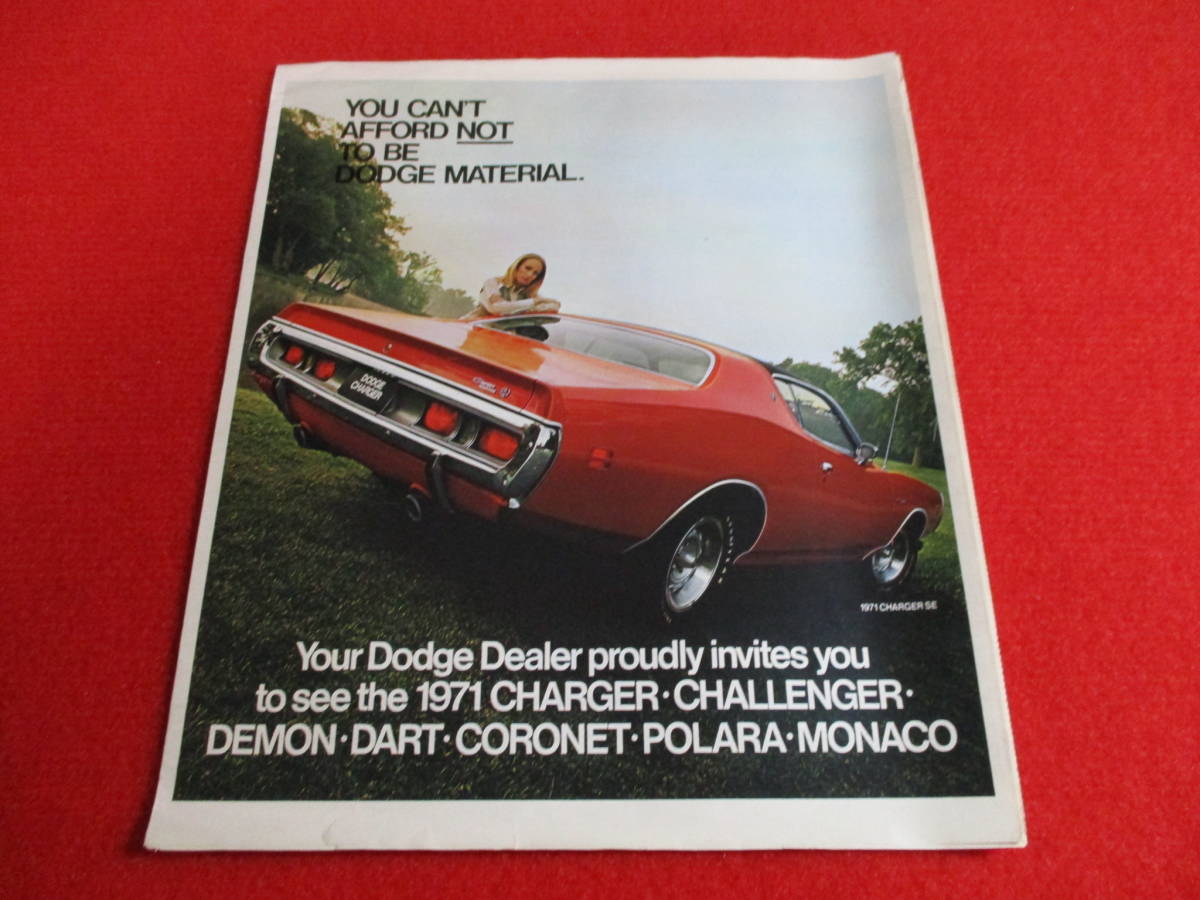 YOU CAN'T
AFFORD NOT
TO BE
DODGE MATERIAL.
DODGE
CHARGER
1971 CHARGER SE
Your Dodge Dealer proudly invites you
to see the 1971 CHARGER·CHALLENGER·
DEMON·DART·CORONET·POLARA·MONACO